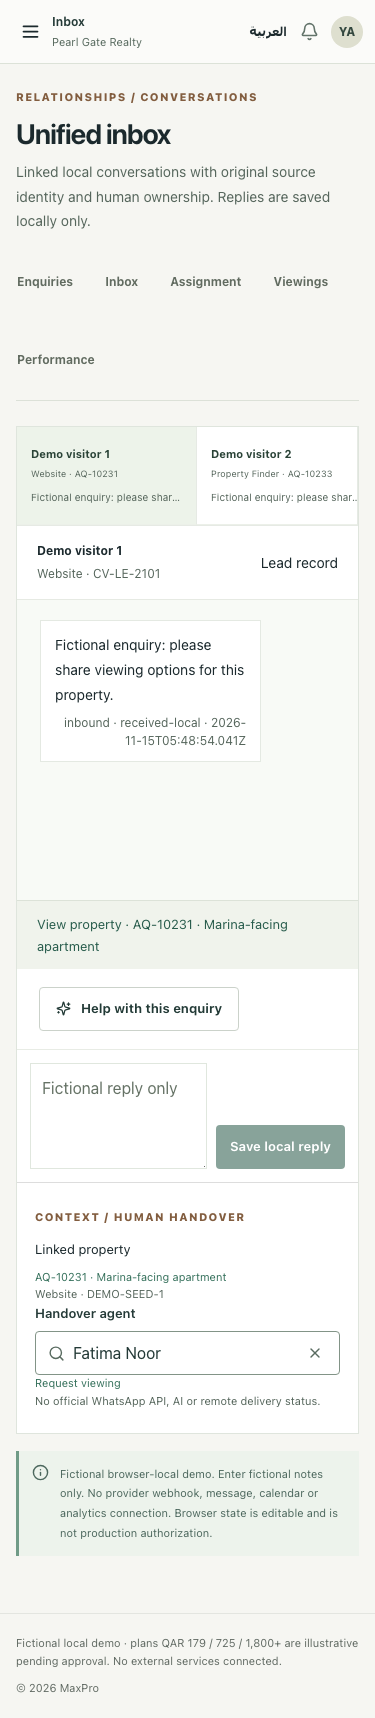 Inbox
Pearl Gate Realty
العربية
YA
RELATIONSHIPS / CONVERSATIONS
Unified inbox
Linked local conversations with original source
identity and human ownership. Replies are saved
locally only.
Enquiries Inbox Assignment Viewings
Performance
Demo visitor 1
Website · AQ-10231
Fictional enquiry: please shar...
Demo visitor 2
Property Finder · AQ-10233
Fictional enquiry: please shar...
Demo visitor 1
Website · CV-LE-2101
Lead record
Fictional enquiry: please
share viewing options for this
property.
inbound · received-local · 2026-
11-15T05:48:54.041Z
View property · AQ-10231 · Marina-facing
apartment
Help with this enquiry
Fictional reply only
Save local reply
CONTEXT / HUMAN HANDOVER
Linked property
AQ-10231 · Marina-facing apartment
Website · DEMO-SEED-1
Handover agent
Fatima Noor
Request viewing
No official WhatsApp API, AI or remote delivery status.
Fictional browser-local demo. Enter fictional notes
only. No provider webhook, message, calendar or
analytics connection. Browser state is editable and is
not production authorization.
Fictional local demo · plans QAR 179 / 725 / 1,800+ are illustrative
pending approval. No external services connected.
© 2026 MaxPro